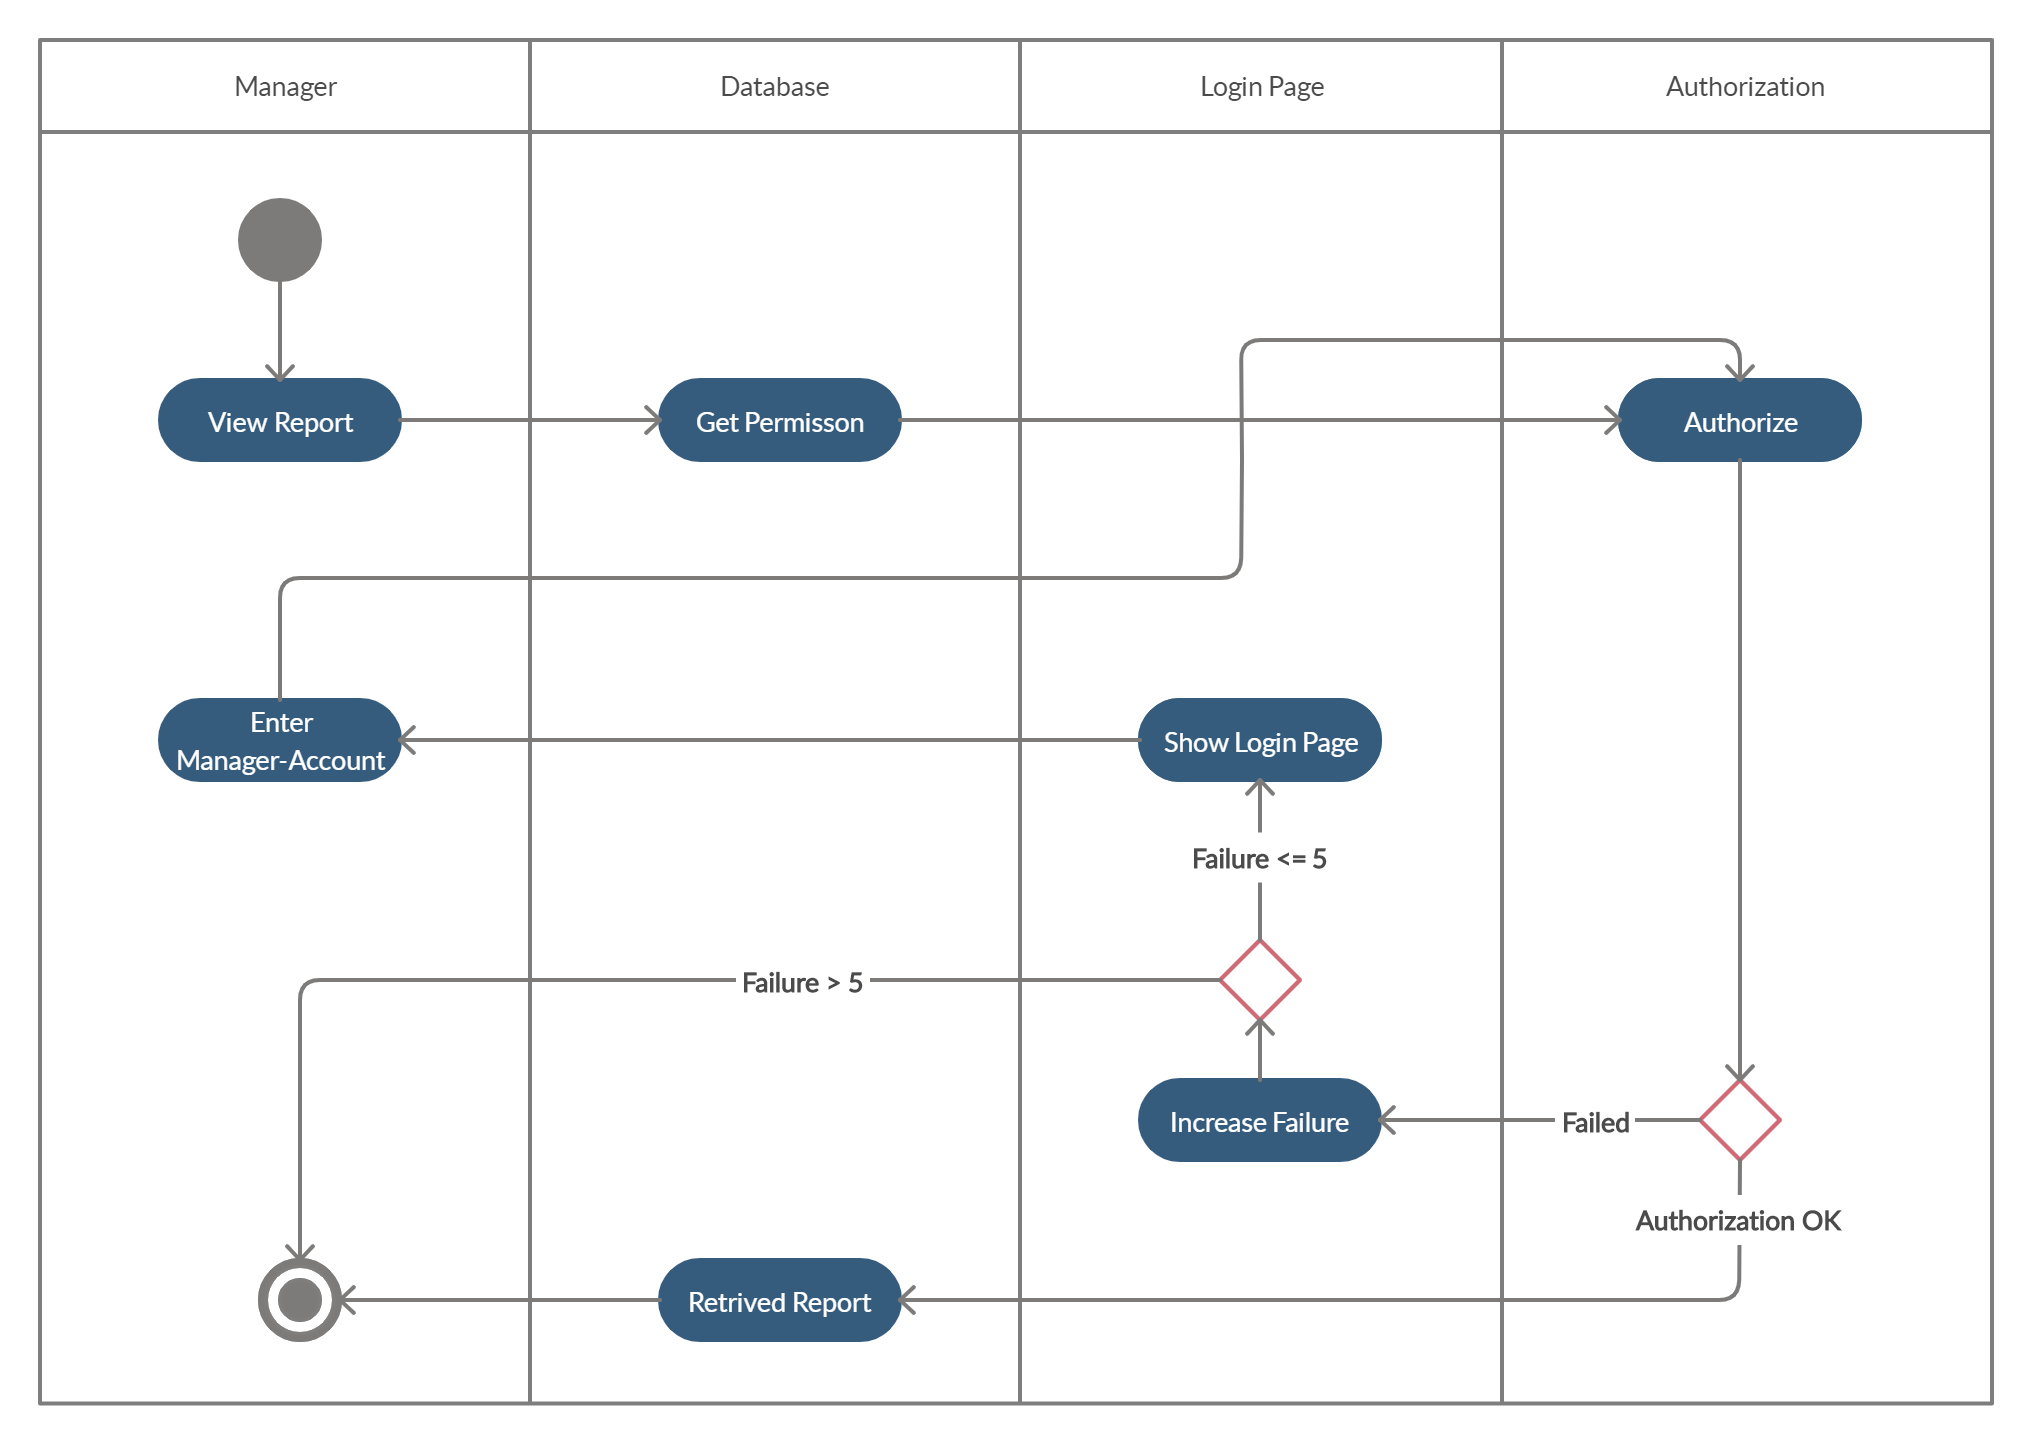 Manager
Database
Login Page
Authorization
View Report
Get Permisson
Authorize
Enter
Manager-Account
Show Login Page
Failure <= 5
Failure > 5
Increase Failure
Failed
Authorization OK
Retrived Report